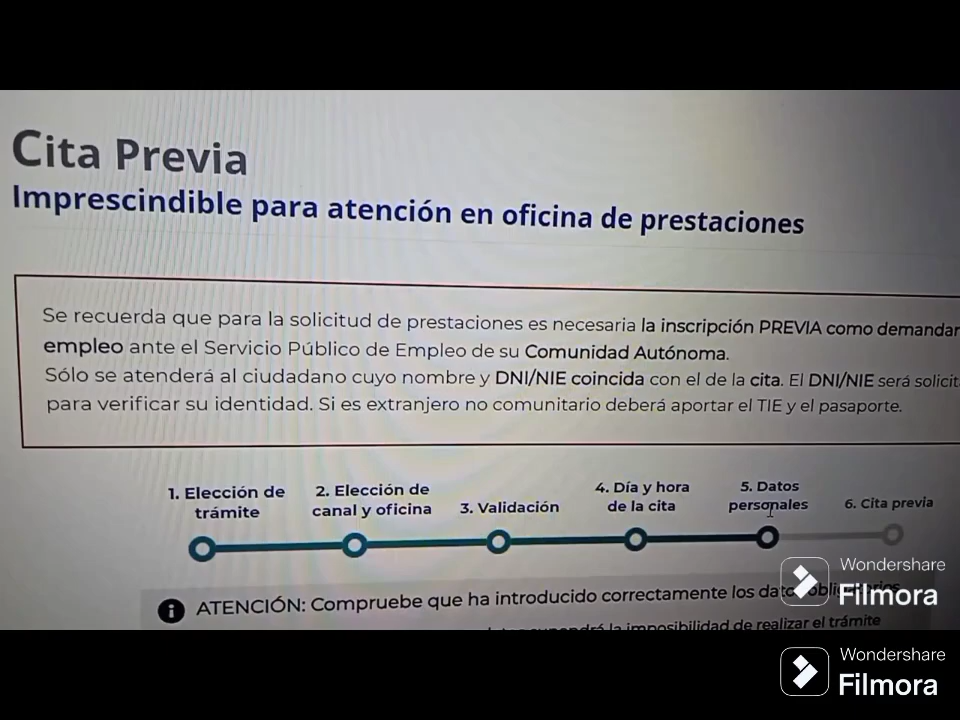 Cita Previa
Imprescindible para atención en oficina de prestaciones
Se recuerda que para la solicitud de prestaciones es necesaria la inscripción PREVIA como demandan
empleo ante el Servicio Público de Empleo de su Comunidad Autónoma.
Sólo se atenderá al ciudadano cuyo nombre y DNI/NIE coincida con el de la cita. El DNI/NIE será solicit
para verificar su identidad. Si es extranjero no comunitario deberá aportar el TIE y el pasaporte.
1. Elección de
trámite
2. Elección de
canal y oficina
3. Validación
4. Día y hora
de la cita
5. Datos
personales
6. Cita previa
ATENCIÓN: Compruebe que ha introducido correctamente los datos obligatorios
la imposibilidad de realizar el trámite
Wondershare
Filmora
Wondershare
Filmora